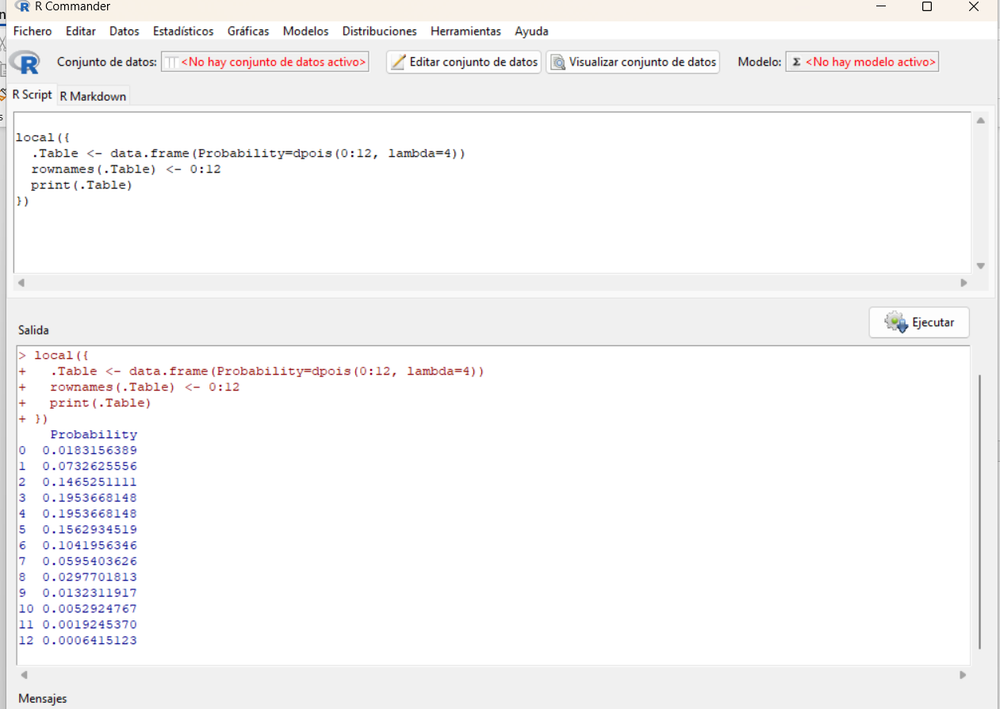 R Commander
Fichero Editar Datos Estadísticos Gráficas Modelos Distribuciones Herramientas Ayuda
R Conjunto de datos: <No hay conjunto de datos activo> Editar conjunto de datos Visualizar conjunto de datos Modelo: Σ <No hay modelo activo>
R Script R Markdown
local({
  .Table <- data.frame(Probability=dpois(0:12, lambda=4))
  rownames(.Table) <- 0:12
  print(.Table)
})
Ejecutar
Salida
> local({
+   .Table <- data.frame(Probability=dpois(0:12, lambda=4))
+   rownames(.Table) <- 0:12
+   print(.Table)
+ })
    Probability
0  0.0183156389
1  0.0732625556
2  0.1465251111
3  0.1953668148
4  0.1953668148
5  0.1562934519
6  0.1041956346
7  0.0595403626
8  0.0297701813
9  0.0132311917
10 0.0052924767
11 0.0019245370
12 0.0006415123
Mensajes